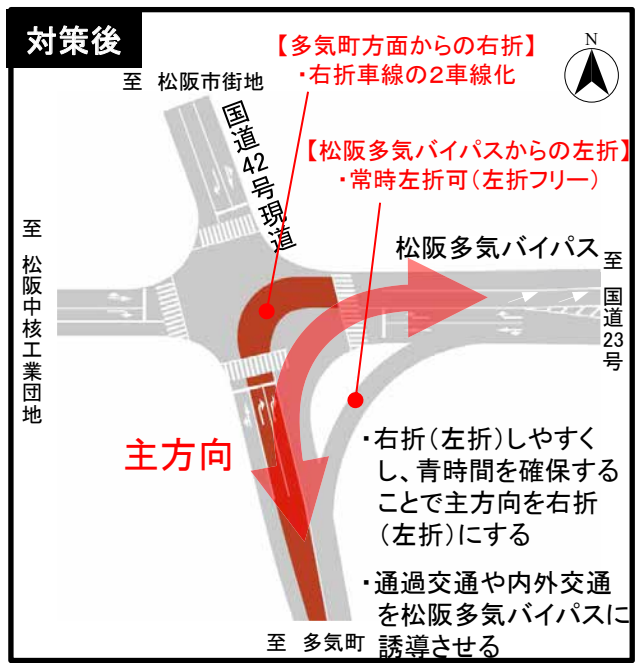 対策後
【多気町方面からの右折】
・右折車線の2車線化
N
至 松阪市街地
国道42号現道
【松阪多気バイパスからの左折】
・常時左折可(左折フリー)
至 松阪中核工業団地
松阪多気バイパス
至 国道23号
主方向
・右折(左折)しやすく
し、青時間を確保する
ことで主方向を右折
(左折)にする
・通過交通や内外交通
を松阪多気バイパスに
誘導させる
至 多気町